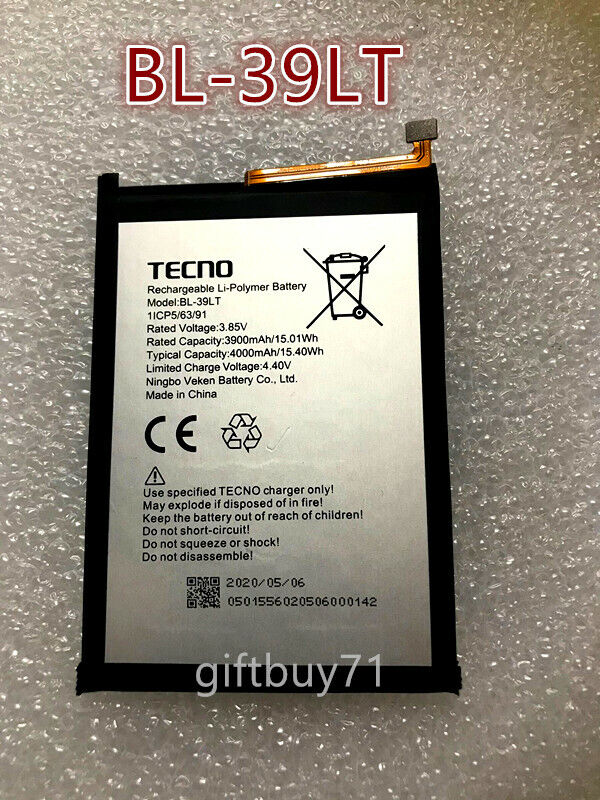 BL-39LT
TECNO
Rechargeable Li-Polymer Battery
Model:BL-39LT
1ICP5/63/91
Rated Voltage:3.85V
Rated Capacity:3900mAh/15.01Wh
Typical Capacity:4000mAh/15.40Wh
Limited Charge Voltage:4.40V
Ningbo Veken Battery Co., Ltd.
Made in China
CE
Use specified TECNO charger only!
May explode if disposed of in fire!
Keep the battery out of reach of children!
Do not short-circuit!
Do not squeeze or shock!
Do not disassemble!
2020/05/06
0501556020506000142
giftbuy71